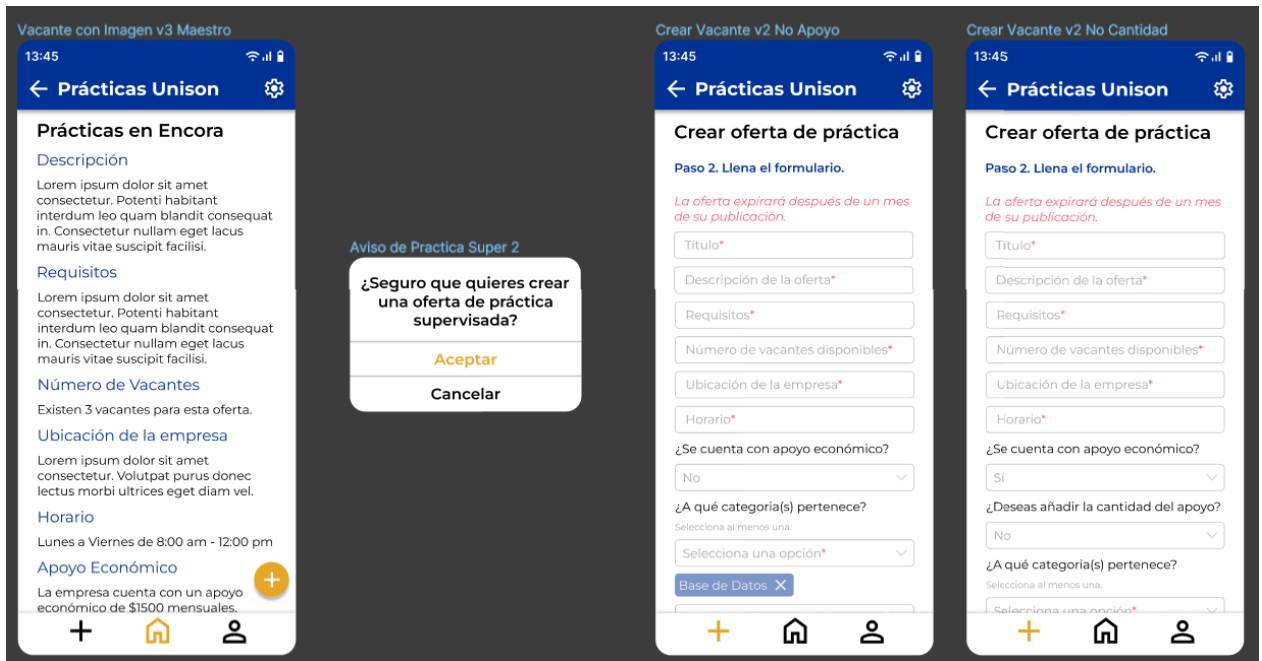 Vacante con Imagen v3 Maestro
13:45
Prácticas Unison
Prácticas en Encora
Descripción
Lorem ipsum dolor sit amet
consectetur. Potenti habitant
interdum leo quam blandit consequat
in. Consectetur nullam eget lacus
mauris vitae suscipit facilisi.
Requisitos
Lorem ipsum dolor sit amet
consectetur. Potenti habitant
interdum leo quam blandit consequat
in. Consectetur nullam eget lacus
mauris vitae suscipit facilisi.
Número de Vacantes
Existen 3 vacantes para esta oferta.
Ubicación de la empresa
Lorem ipsum dolor sit amet
consectetur. Volutpat purus donec
lectus morbi ultrices eget diam vel.
Horario
Lunes a Viernes de 8:00 am - 12:00 pm
Apoyo Económico
La empresa cuenta con un apoyo
económico de $1500 mensuales.
Aviso de Practica Super 2
¿Seguro que quieres crear
una oferta de práctica
supervisada?
Aceptar
Cancelar
Crear Vacante v2 No Apoyo
13:45
Prácticas Unison
Crear oferta de práctica
Paso 2. Llena el formulario.
La oferta expirará después de un mes
de su publicación.
Título*
Descripción de la oferta*
Requisitos*
Número de vacantes disponibles*
Ubicación de la empresa*
Horario*
¿Se cuenta con apoyo económico?
No
¿A qué categoria(s) pertenece?
Selecciona al menos una.
Selecciona una opción*
Base de Datos
Crear Vacante v2 No Cantidad
13:45
Prácticas Unison
Crear oferta de práctica
Paso 2. Llena el formulario.
La oferta expirará después de un mes
de su publicación.
Título*
Descripción de la oferta*
Requisitos*
Número de vacantes disponibles*
Ubicación de la empresa*
Horario*
¿Se cuenta con apoyo económico?
Sí
¿Deseas añadir la cantidad del apoyo?
No
¿A qué categoria(s) pertenece?
Selecciona al menos una.
Selecciona una opción*